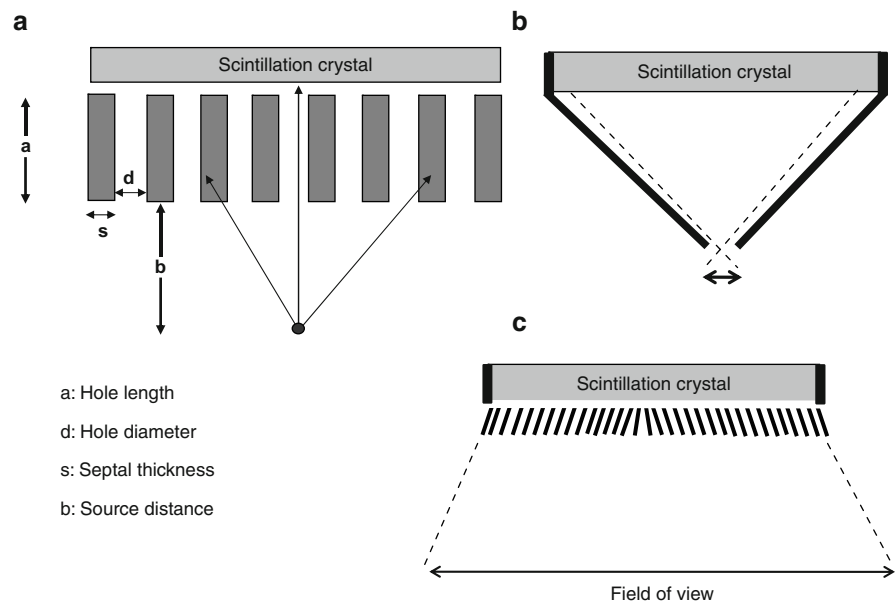 a
Scintillation crystal
a
d
s
b
b
Scintillation crystal
c
Scintillation crystal
Field of view
a: Hole length
d: Hole diameter
s: Septal thickness
b: Source distance